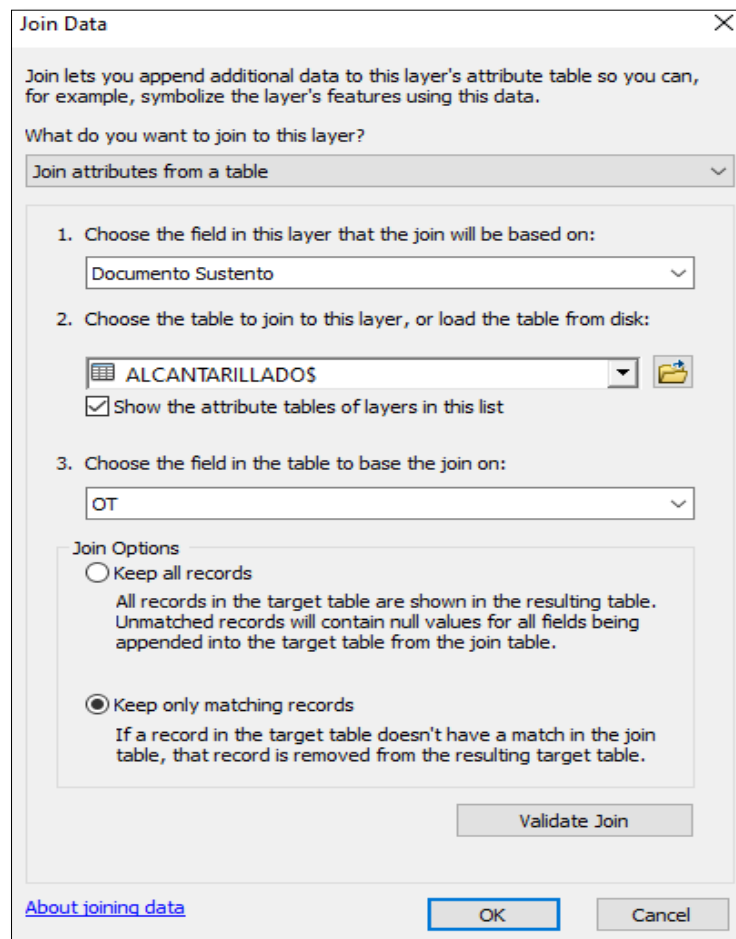 Join Data
Join lets you append additional data to this layer's attribute table so you can,
for example, symbolize the layer's features using this data.
What do you want to join to this layer?
Join attributes from a table
1. Choose the field in this layer that the join will be based on:
Documento Sustento
2. Choose the table to join to this layer, or load the table from disk:
ALCANTARILLADO$
Show the attribute tables of layers in this list
3. Choose the field in the table to base the join on:
OT
Join Options
Keep all records
All records in the target table are shown in the resulting table.
Unmatched records will contain null values for all fields being
appended into the target table from the join table.
Keep only matching records
If a record in the target table doesn't have a match in the join
table, that record is removed from the resulting target table.
Validate Join
About joining data
OK
Cancel